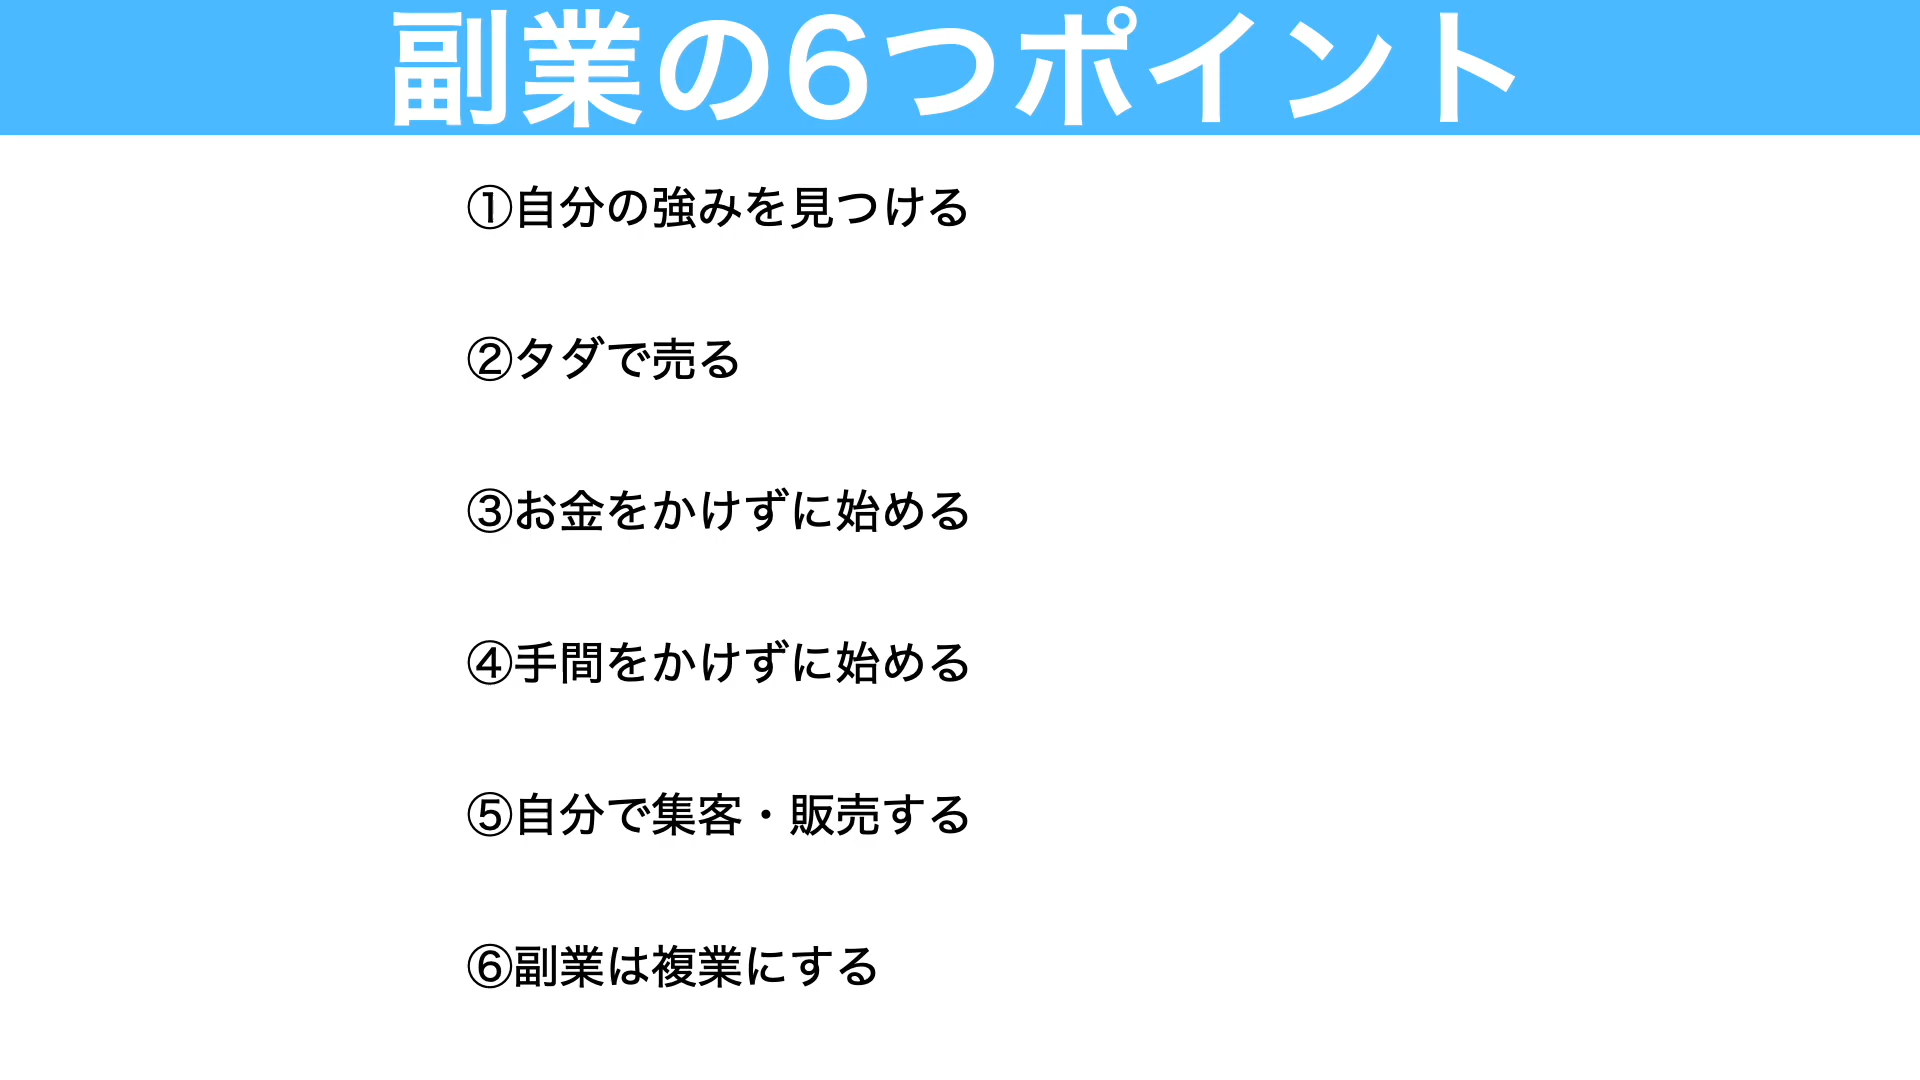 副業の6つポイント
①自分の強みを見つける
②タダで売る
③お金をかけずに始める
④手間をかけずに始める
⑤自分で集客・販売する
⑥副業は複業にする